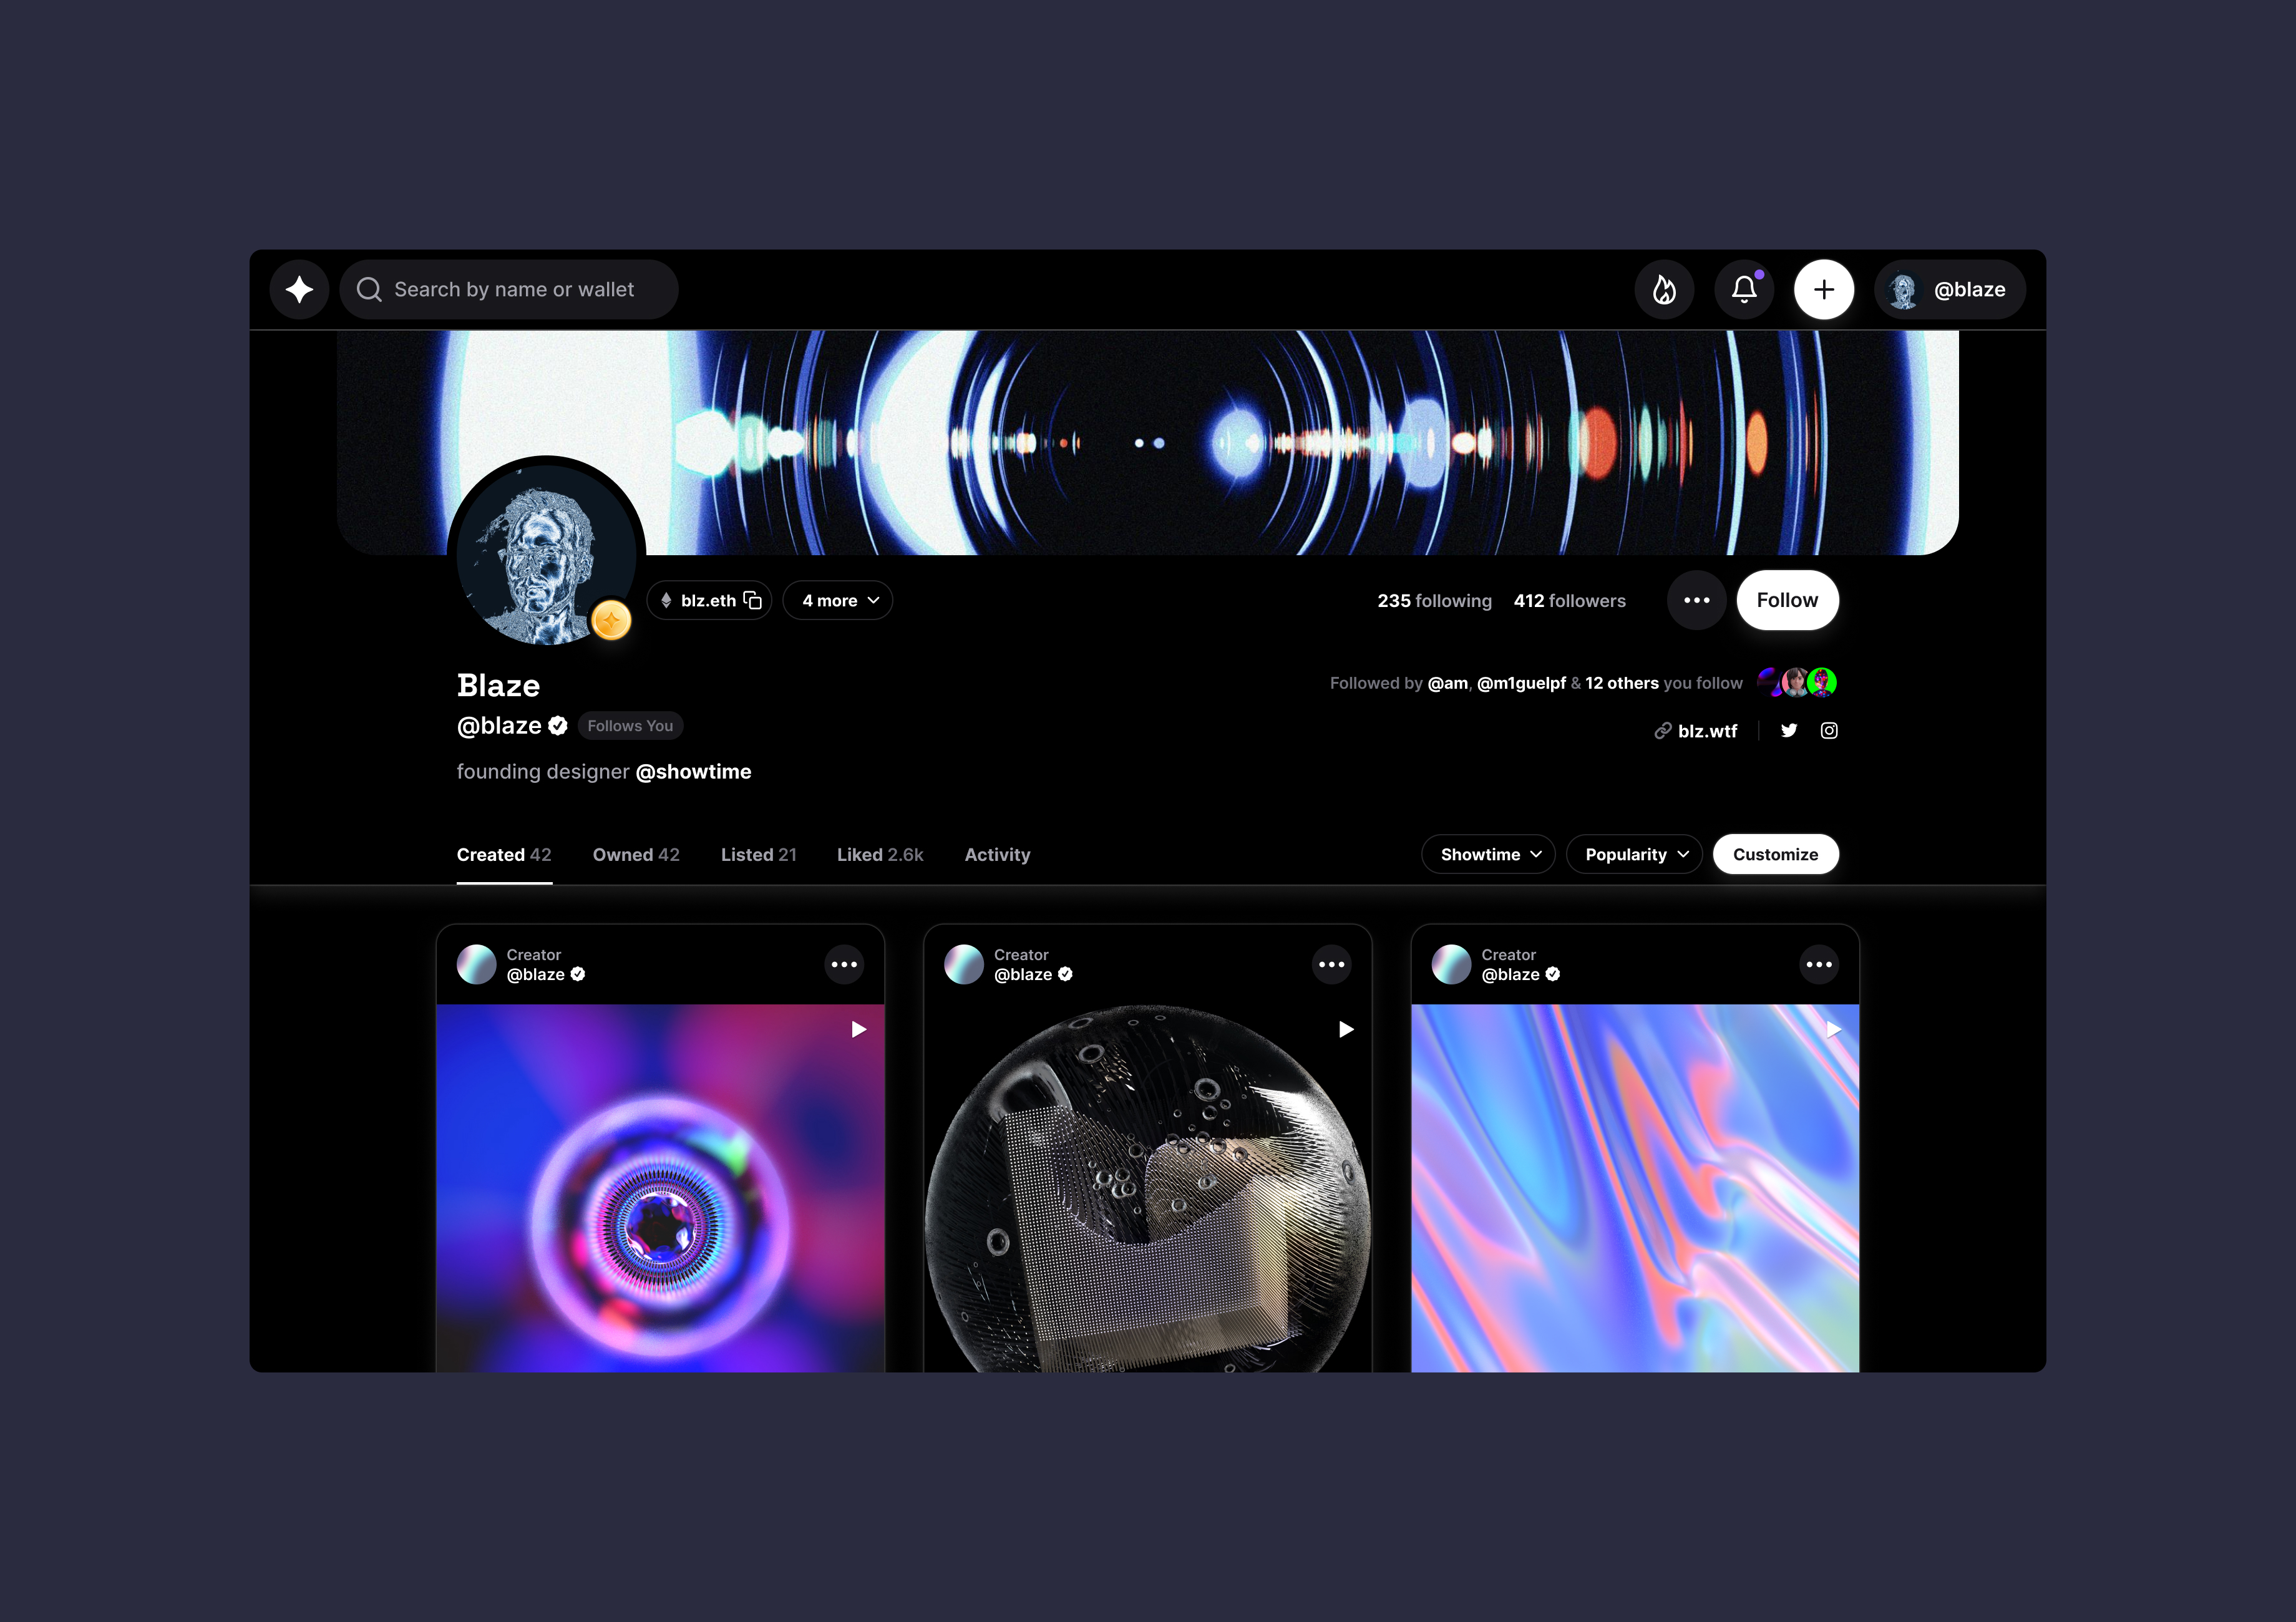 Search by name or wallet
@blaze
blz.eth
4 more
235 following 412 followers
Follow
Blaze
Followed by @am, @m1guelpf & 12 others you follow
@blaze Follows You
blz.wtf
founding designer @showtime
Created 42 Owned 42 Listed 21 Liked 2.6k Activity
Showtime Popularity Customize
Creator
@blaze
Creator
@blaze
Creator
@blaze